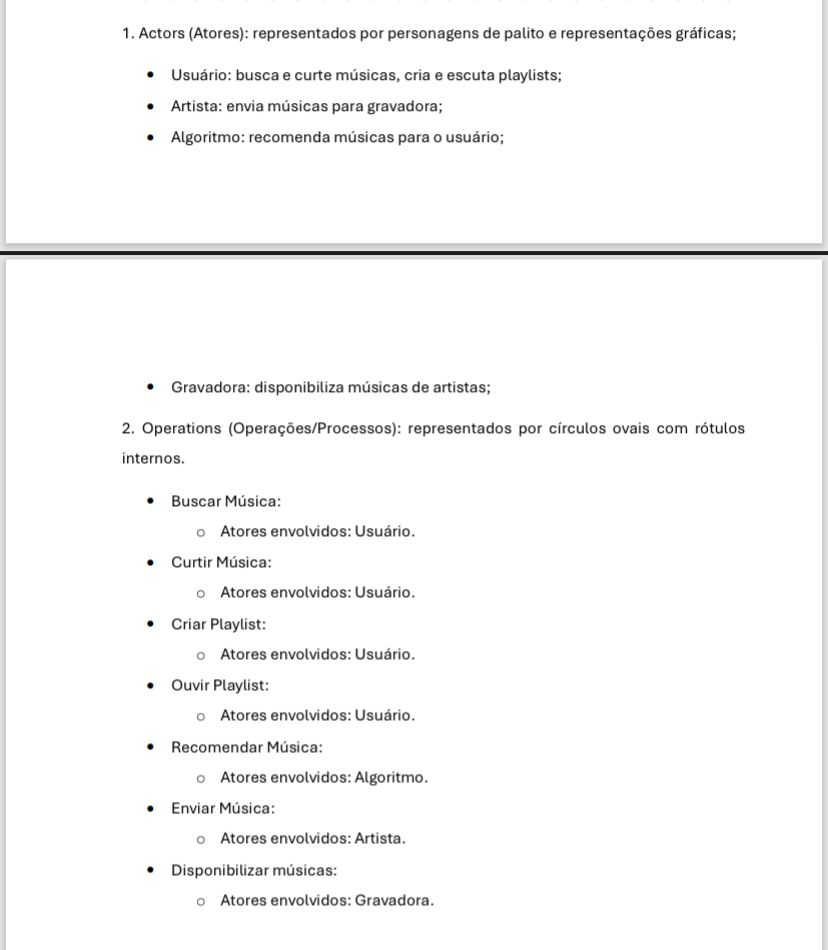 1. Actors (Atores): representados por personagens de palito e representações gráficas;
• Usuário: busca e curte músicas, cria e escuta playlists;
• Artista: envia músicas para gravadora;
• Algoritmo: recomenda músicas para o usuário;
• Gravadora: disponibiliza músicas de artistas;
2. Operations (Operações/Processos): representados por círculos ovais com rótulos
internos.
• Buscar Música:
○ Atores envolvidos: Usuário.
• Curtir Música:
○ Atores envolvidos: Usuário.
• Criar Playlist:
○ Atores envolvidos: Usuário.
• Ouvir Playlist:
○ Atores envolvidos: Usuário.
• Recomendar Música:
○ Atores envolvidos: Algoritmo.
• Enviar Música:
○ Atores envolvidos: Artista.
• Disponibilizar músicas:
○ Atores envolvidos: Gravadora.